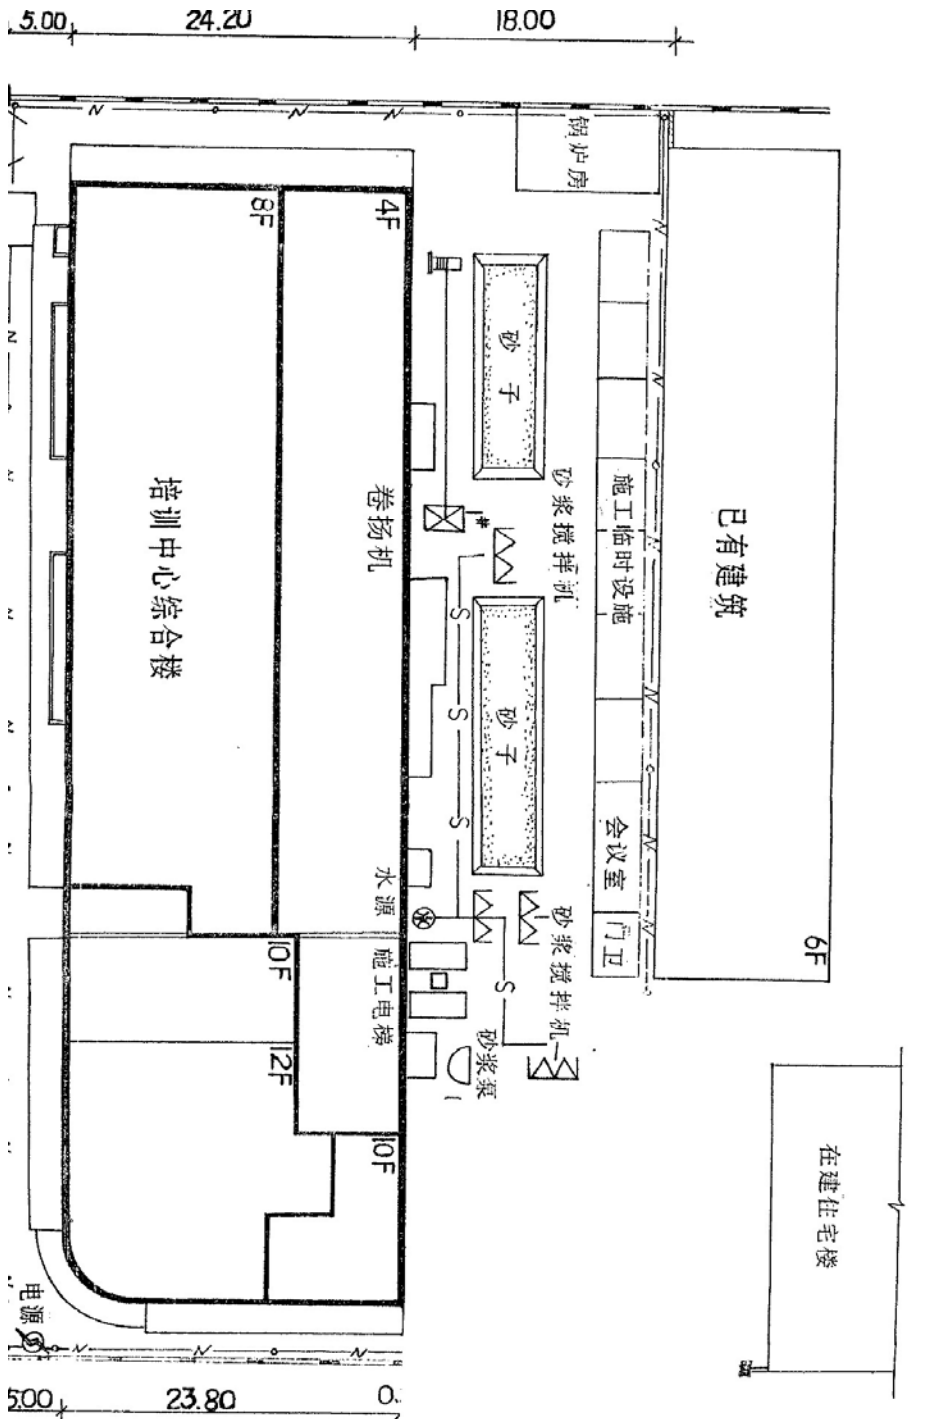 5.00 24.20 18.00
锅炉房
8F
4F
砂子
砂浆搅拌机
卷扬机
施工临时设施
已有建筑
培训中心综合楼
#
S
S
砂子
S
会议室
水源
砂浆搅拌机
门卫
6F
10F
施工电梯
S
砂浆泵
12F
10F
在建住宅楼
电源
5.00 23.80 0.